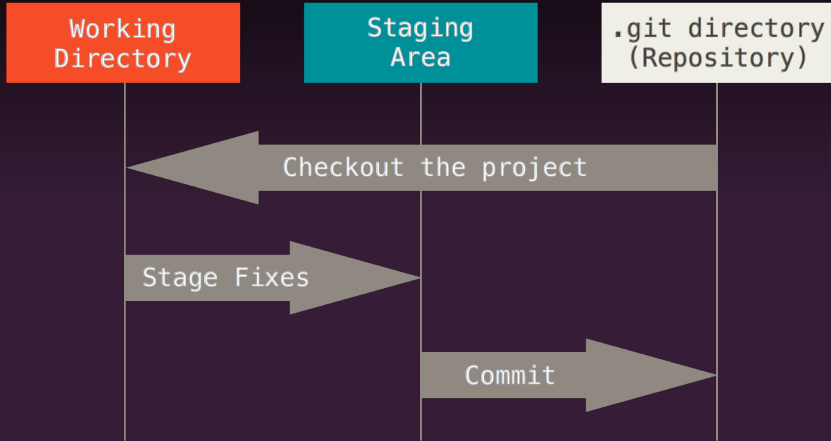 Working
Directory
Staging
Area
.git directory
(Repository)
Checkout the project
Stage Fixes
Commit